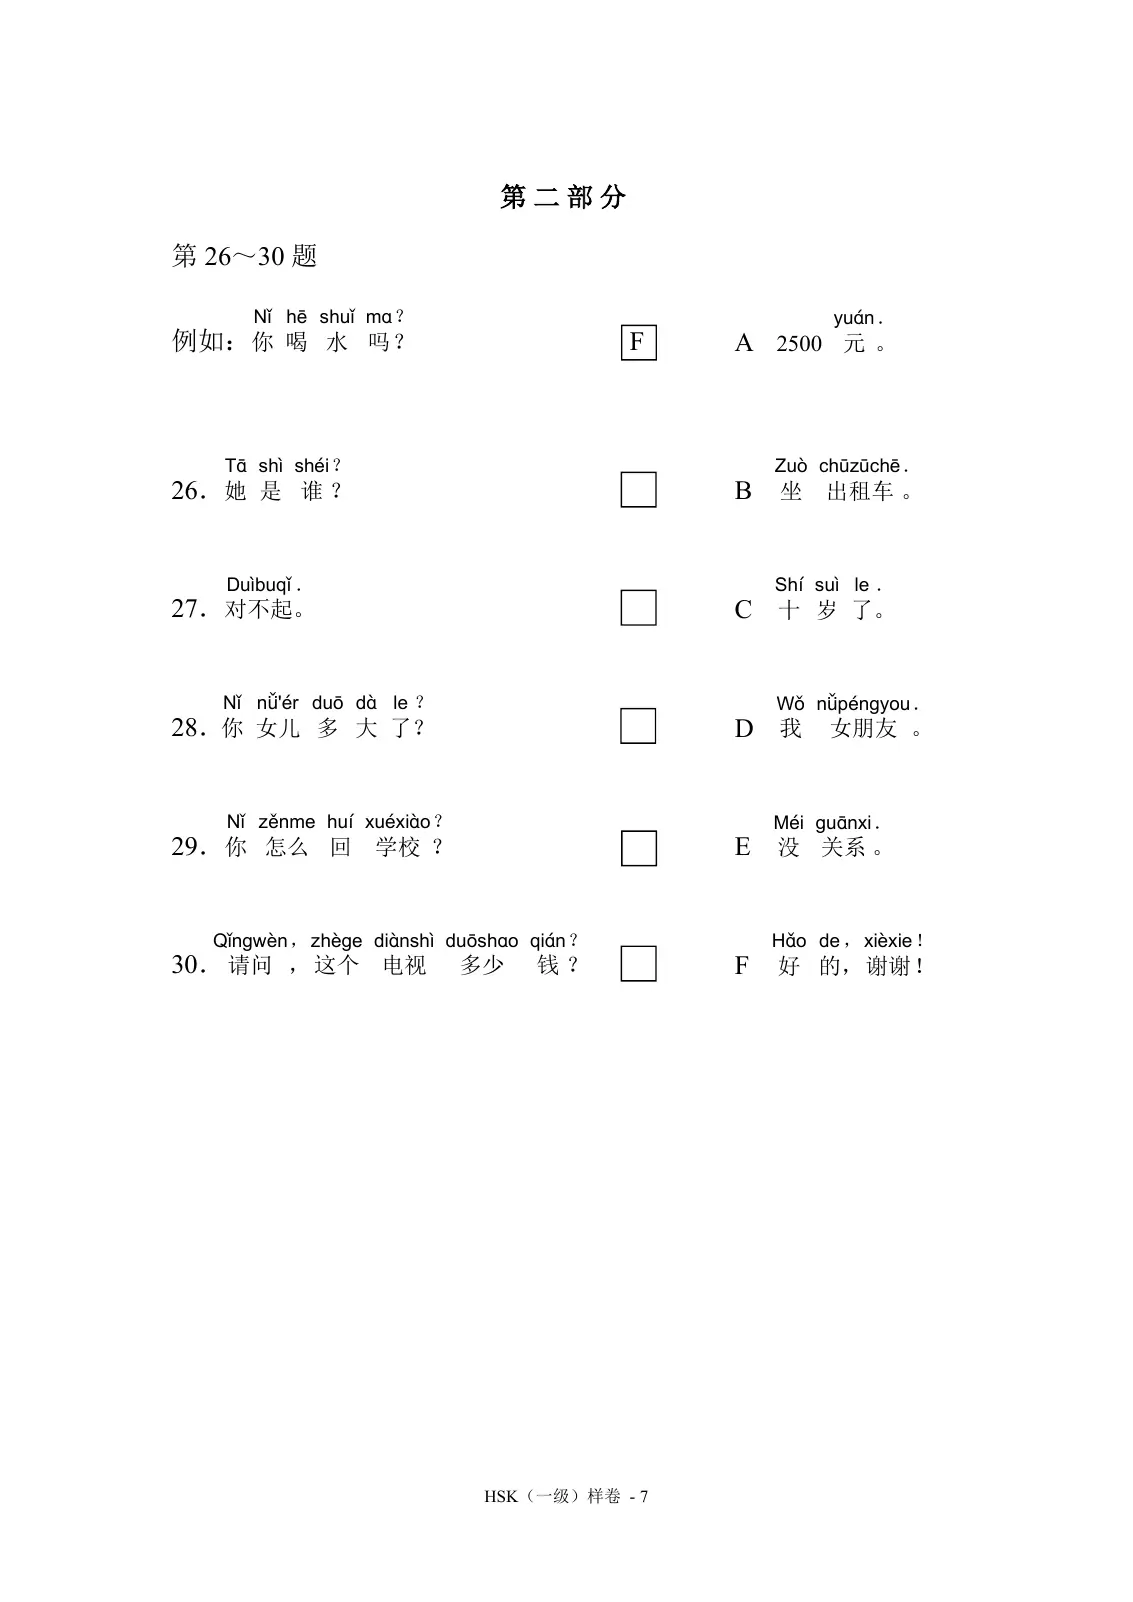 第二部分
第 26～30 题
Nǐ hē shuǐ ma？
例如：你 喝 水 吗？ F
yuán．
A 2500 元 。
Tā shì shéi？
26．她 是 谁 ？
Zuò chūzūchē．
B 坐 出租车 。
Duìbuqǐ．
27．对不起。
Shí suì le ．
C 十 岁 了 。
Nǐ nǚ'ér duō dà le ？
28．你 女儿 多 大 了？
Wǒ nǚpéngyou．
D 我 女朋友 。
Nǐ zěnme huí xuéxiào？
29．你 怎么 回 学校 ？
Méi guānxi．
E 没 关系 。
Qǐngwèn，zhège diànshì duōshao qián？
30．请问 ，这个 电视 多少 钱 ？
Hǎo de，xièxie！
F 好 的，谢谢！
HSK（一级）样卷 - 7